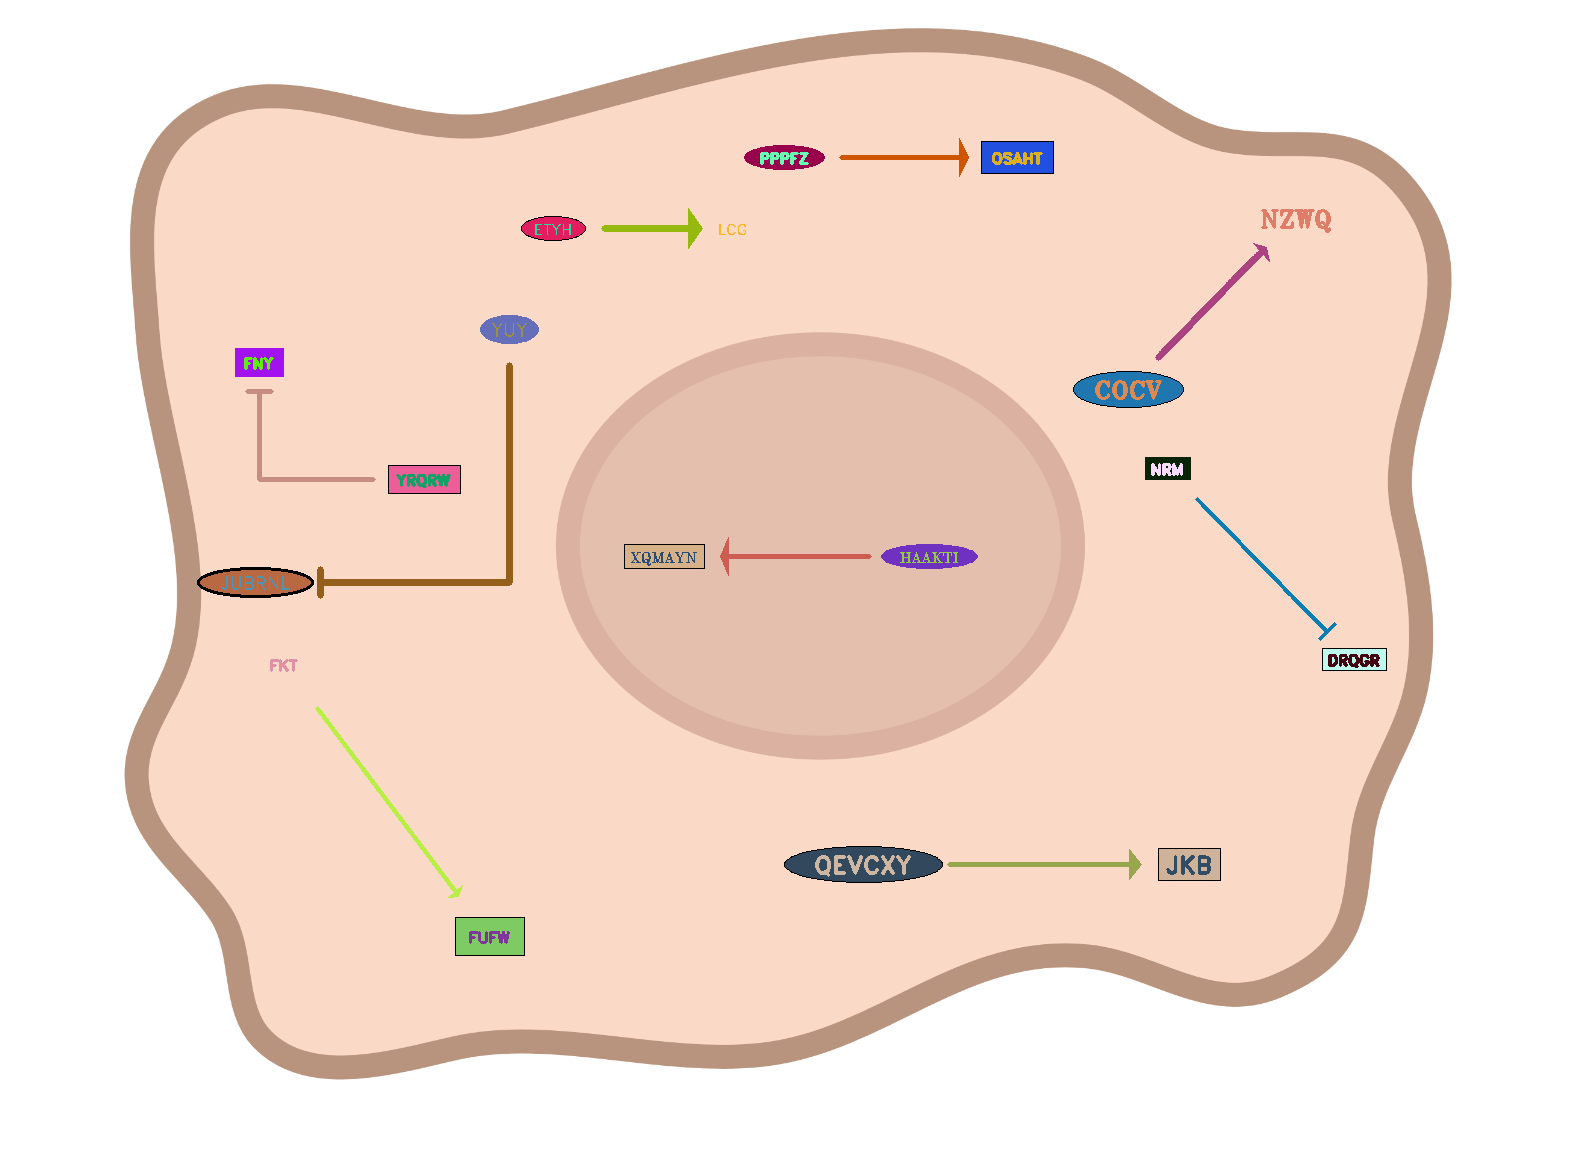 PPPFZ
OSAHT
ETYH
LCG
NZWQ
YUY
FNY
COCV
NRM
YRQRW
XQMAYN
HAAKTI
JUBRNL
DRQGR
FKT
QEVCXY
JKB
FUFW